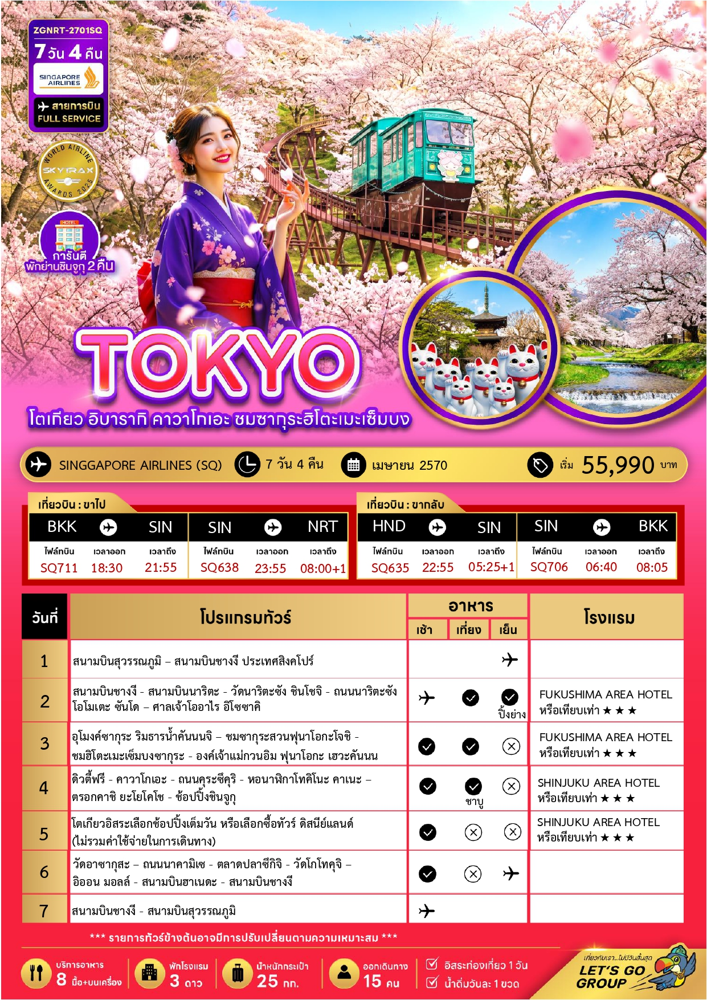 ZGNRT-2701SQ
7 วัน 4 คืน
SINGAPORE
AIRLINES
สายการบิน
FULL SERVICE
WORLD AIRLINE
SKYTRAX
AWARDS 2025
HOTEL
การันตี
พักย่านชินจูกุ 2 คืน
TOKYO
โตเกียว อิบารากิ คาวาโกเอะ ชมซากุระฮิโตะเมะเซ็มบง
SINGGAPORE AIRLINES (SQ) 7 วัน 4 คืน เมษายน 2570 เริ่ม 55,990 บาท
เที่ยวบิน : ขาไป เที่ยวบิน : ขากลับ
BKK SIN SIN NRT HND SIN SIN BKK
ไฟล์ทบิน เวลาออก เวลาถึง ไฟล์ทบิน เวลาออก เวลาถึง ไฟล์ทบิน เวลาออก เวลาถึง ไฟล์ทบิน เวลาออก เวลาถึง
SQ711 18:30 21:55 SQ638 23:55 08:00+1 SQ635 22:55 05:25+1 SQ706 06:40 08:05
วันที่ โปรแกรมทัวร์ อาหาร โรงแรม
เช้า เที่ยง เย็น
1 สนามบินสุวรรณภูมิ – สนามบินชางงี ประเทศสิงคโปร์
2 สนามบินชางงี - สนามบินนาริตะ - วัดนาริตะซัง ชินโชจิ - ถนนนาริตะซัง
โอโมเตะ ซันโด – ศาลเจ้าโออาไร อิโซซากิ
ปิ้งย่าง
FUKUSHIMA AREA HOTEL
หรือเทียบเท่า ★ ★ ★
3 อุโมงค์ซากุระ ริมธารน้ำคันนนจิ – ชมซากุระสวนฟุนาโอกะโจชิ -
ชมฮิโตะเมะเซ็มบงซากุระ - องค์เจ้าแม่กวนอิม ฟุนาโอกะ เฮวะคันนน
FUKUSHIMA AREA HOTEL
หรือเทียบเท่า ★ ★ ★
4 ดิวตี้ฟรี - คาวาโกเอะ - ถนนคุระซึคุริ - หอนาฬิกาโทคิโนะ คาเนะ –
ตรอกคาชิ ยะโยโคโช - ช้อปปิ้งชินจูกุ
ชาบู
SHINJUKU AREA HOTEL
หรือเทียบเท่า ★ ★ ★
5 โตเกียวอิสระเลือกช้อปปิ้งเต็มวัน หรือเลือกซื้อทัวร์ ดิสนีย์แลนด์
(ไม่รวมค่าใช้จ่ายในการเดินทาง)
SHINJUKU AREA HOTEL
หรือเทียบเท่า ★ ★ ★
6 วัดอาซากุสะ – ถนนนาคามิเซ - ตลาดปลาซึกิจิ - วัดโกโทคุจิ –
อิออน มอลล์ - สนามบินฮาเนดะ - สนามบินชางงี
7 สนามบินชางงี - สนามบินสุวรรณภูมิ
*** รายการทัวร์ข้างต้นอาจมีการปรับเปลี่ยนตามความเหมาะสม ***
บริการอาหาร
8 มื้อ+บนเครื่อง
พักโรงแรม
3 ดาว
น้ำหนักกระเป๋า
25 กก.
ออกเดินทาง
15 คน
อิสระท่องเที่ยว 1 วัน
น้ำดื่มวันละ 1 ขวด
เที่ยวกับเรา...ไม่มีวันสิ้นสุด
LET'S GO
GROUP